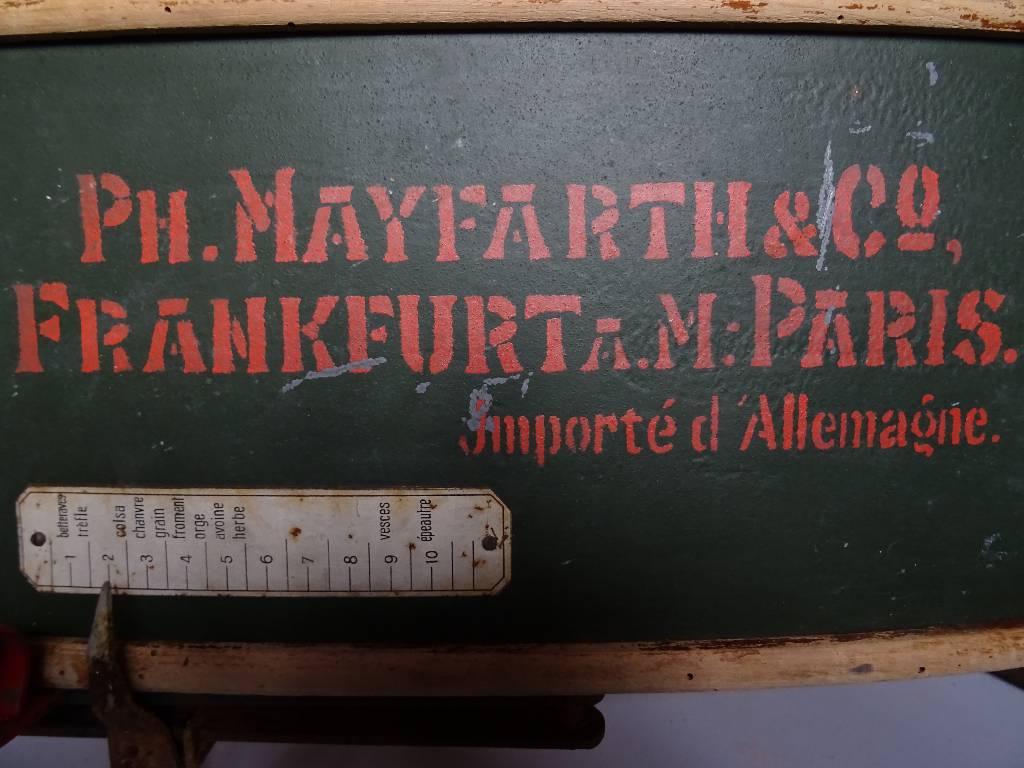 PH. MAYFARTH & Cº,
FRANKFURT A. M: PARIS.
Importé d'Allemagne.
betteraves
trèfle
colsa
chanvre
grain
froment
orge
avoine
herbe
vesces
épeautre
1 2 3 4 5 6 7 8 9 10